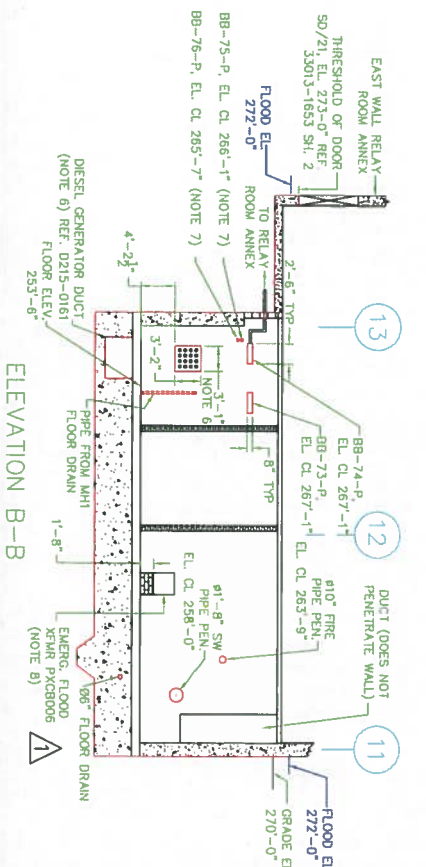 EAST WALL RELAY
ROOM ANNEX
THRESHOLD OF DOOR
SD/21, EL. 273-0" REF.
33013-1653 SH. 2
FLOOD EL
272'-0"
TO RELAY
ROOM ANNEX
BB-75-P, EL. CL 266'-1" (NOTE 7)
BB-76-P, EL. CL 265'-7" (NOTE 7)
2'-6" TYP
13
BB-74-P,
EL. CL 267'-1"
BB-73-P,
EL. CL 267'-1"
8" TYP
12
Ø10" FIRE
PIPE PEN.
EL. CL 263'-9"
DUCT (DOES NOT
PENETRATE WALL)
11
FLOOD EL
272'-0"
GRADE EL
270'-0"
4'-2½"
3'-2"
3'-1"
NOTE 6
DIESEL GENERATOR DUCT
(NOTE 6) REF. D215-0161
FLOOR ELEV.
253'-6"
PIPE FROM MH1
FLOOR DRAIN
Ø1'-8" SW
PIPE PEN.
EL. CL 258'-0"
1'-8"
EMERG. FLOOD
XFMR PXCB006
(NOTE 8)
Ø6" FLOOR DRAIN
1
ELEVATION B-B